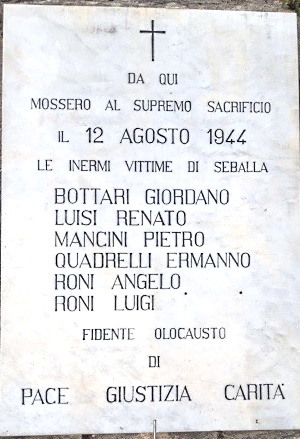 DA QUI
MOSSERO AL SUPREMO SACRIFICIO
IL 12 AGOSTO 1944
LE INERMI VITTIME DI SEBALLA
BOTTARI GIORDANO
LUISI RENATO
MANCINI PIETRO
QUADRELLI ERMANNO
RONI ANGELO
RONI LUIGI
FIDENTE OLOCAUSTO
DI
PACE GIUSTIZIA CARITA'